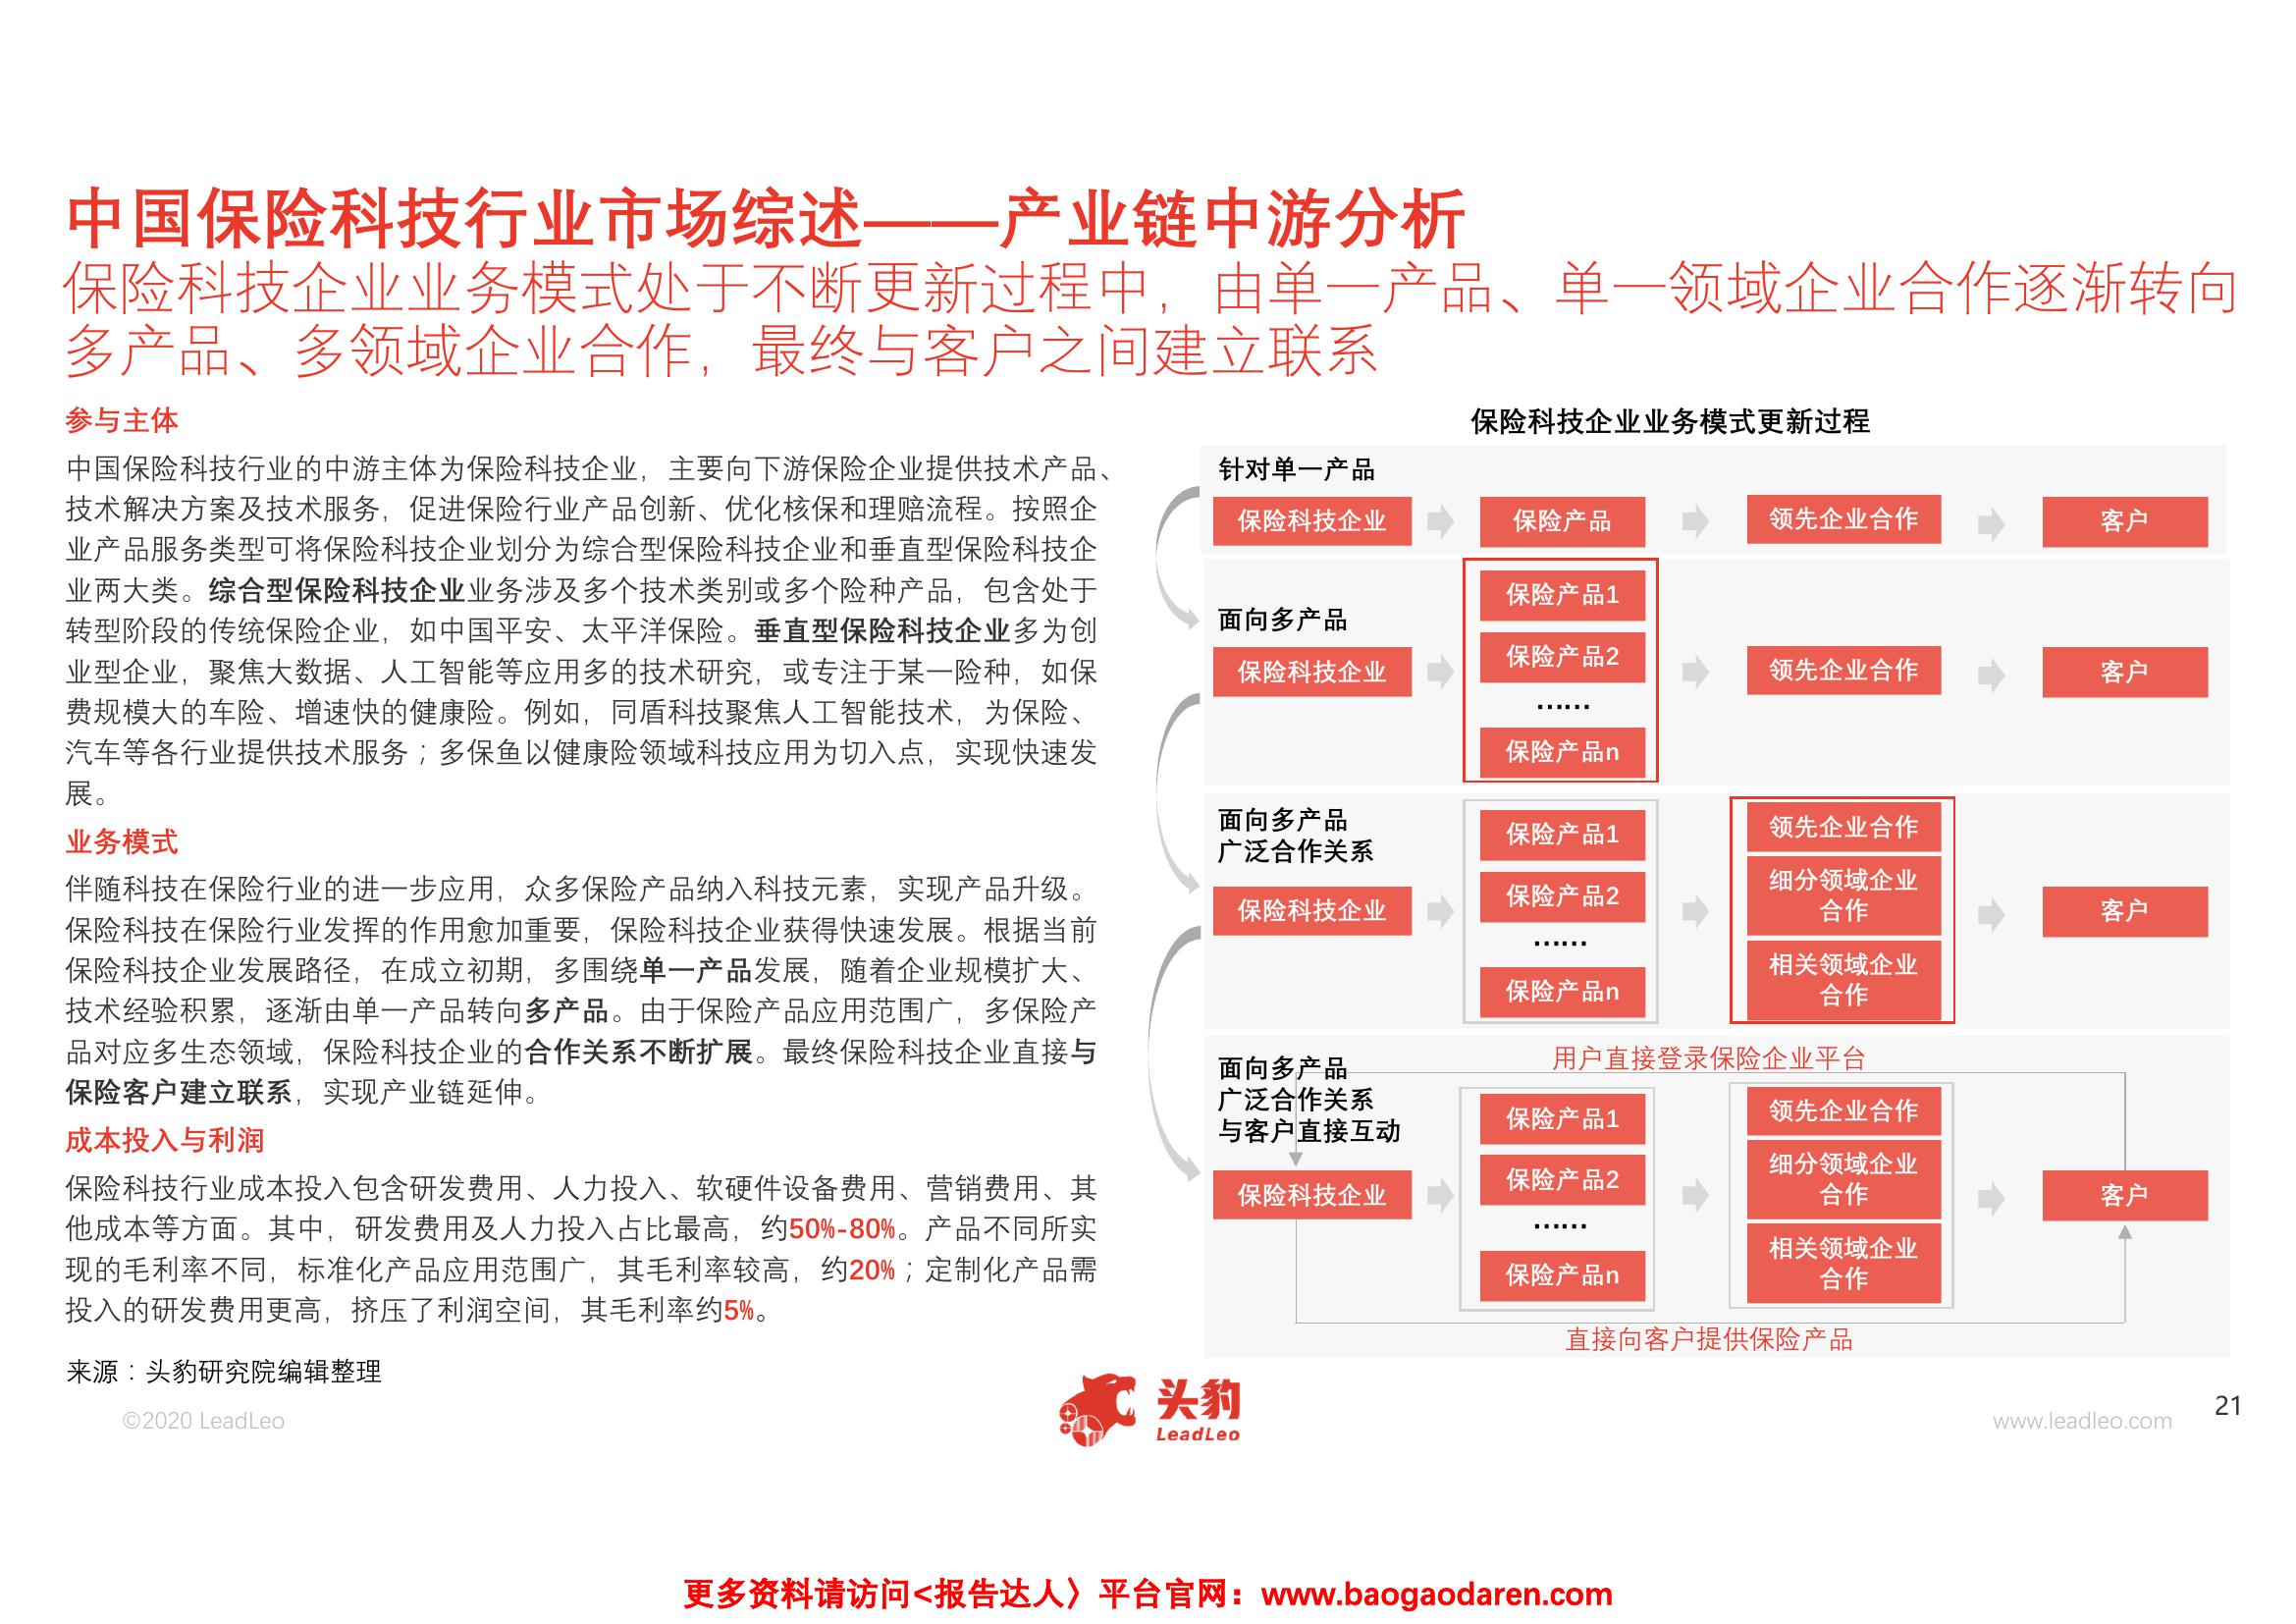 中国保险科技行业市场综述——产业链中游分析
保险科技企业业务模式处于不断更新过程中，由单一产品、单一领域企业合作逐渐转向
多产品、多领域企业合作，最终与客户之间建立联系
参与主体
中国保险科技行业的中游主体为保险科技企业，主要向下游保险企业提供技术产品、
技术解决方案及技术服务，促进保险行业产品创新、优化核保和理赔流程。按照企
业产品服务类型可将保险科技企业划分为综合型保险科技企业和垂直型保险科技企
业两大类。综合型保险科技企业业务涉及多个技术类别或多个险种产品，包含处于
转型阶段的传统保险企业，如中国平安、太平洋保险。垂直型保险科技企业多为创
业型企业，聚焦大数据、人工智能等应用多的技术研究，或专注于某一险种，如保
费规模大的车险、增速快的健康险。例如，同盾科技聚焦人工智能技术，为保险、
汽车等各行业提供技术服务；多保鱼以健康险领域科技应用为切入点，实现快速发
展。
业务模式
伴随科技在保险行业的进一步应用，众多保险产品纳入科技元素，实现产品升级。
保险科技在保险行业发挥的作用愈加重要，保险科技企业获得快速发展。根据当前
保险科技企业发展路径，在成立初期，多围绕单一产品发展，随着企业规模扩大、
技术经验积累，逐渐由单一产品转向多产品。由于保险产品应用范围广，多保险产
品对应多生态领域，保险科技企业的合作关系不断扩展。最终保险科技企业直接与
保险客户建立联系，实现产业链延伸。
成本投入与利润
保险科技行业成本投入包含研发费用、人力投入、软硬件设备费用、营销费用、其
他成本等方面。其中，研发费用及人力投入占比最高，约50%-80%。产品不同所实
现的毛利率不同，标准化产品应用范围广，其毛利率较高，约20%；定制化产品需
投入的研发费用更高，挤压了利润空间，其毛利率约5%。
来源：头豹研究院编辑整理
保险科技企业业务模式更新过程
针对单一产品
保险科技企业
保险产品
领先企业合作
客户
面向多产品
保险科技企业
保险产品1
保险产品2
……
保险产品n
领先企业合作
客户
面向多产品
广泛合作关系
保险科技企业
保险产品1
保险产品2
……
保险产品n
领先企业合作
细分领域企业
合作
相关领域企业
合作
客户
用户直接登录保险企业平台
面向多产品
广泛合作关系
与客户直接互动
保险科技企业
保险产品1
保险产品2
……
保险产品n
领先企业合作
细分领域企业
合作
相关领域企业
合作
客户
直接向客户提供保险产品
©2020 LeadLeo
头豹
LeadLeo
www.leadleo.com
21
更多资料请访问<报告达人〉平台官网：www.baogaodaren.com